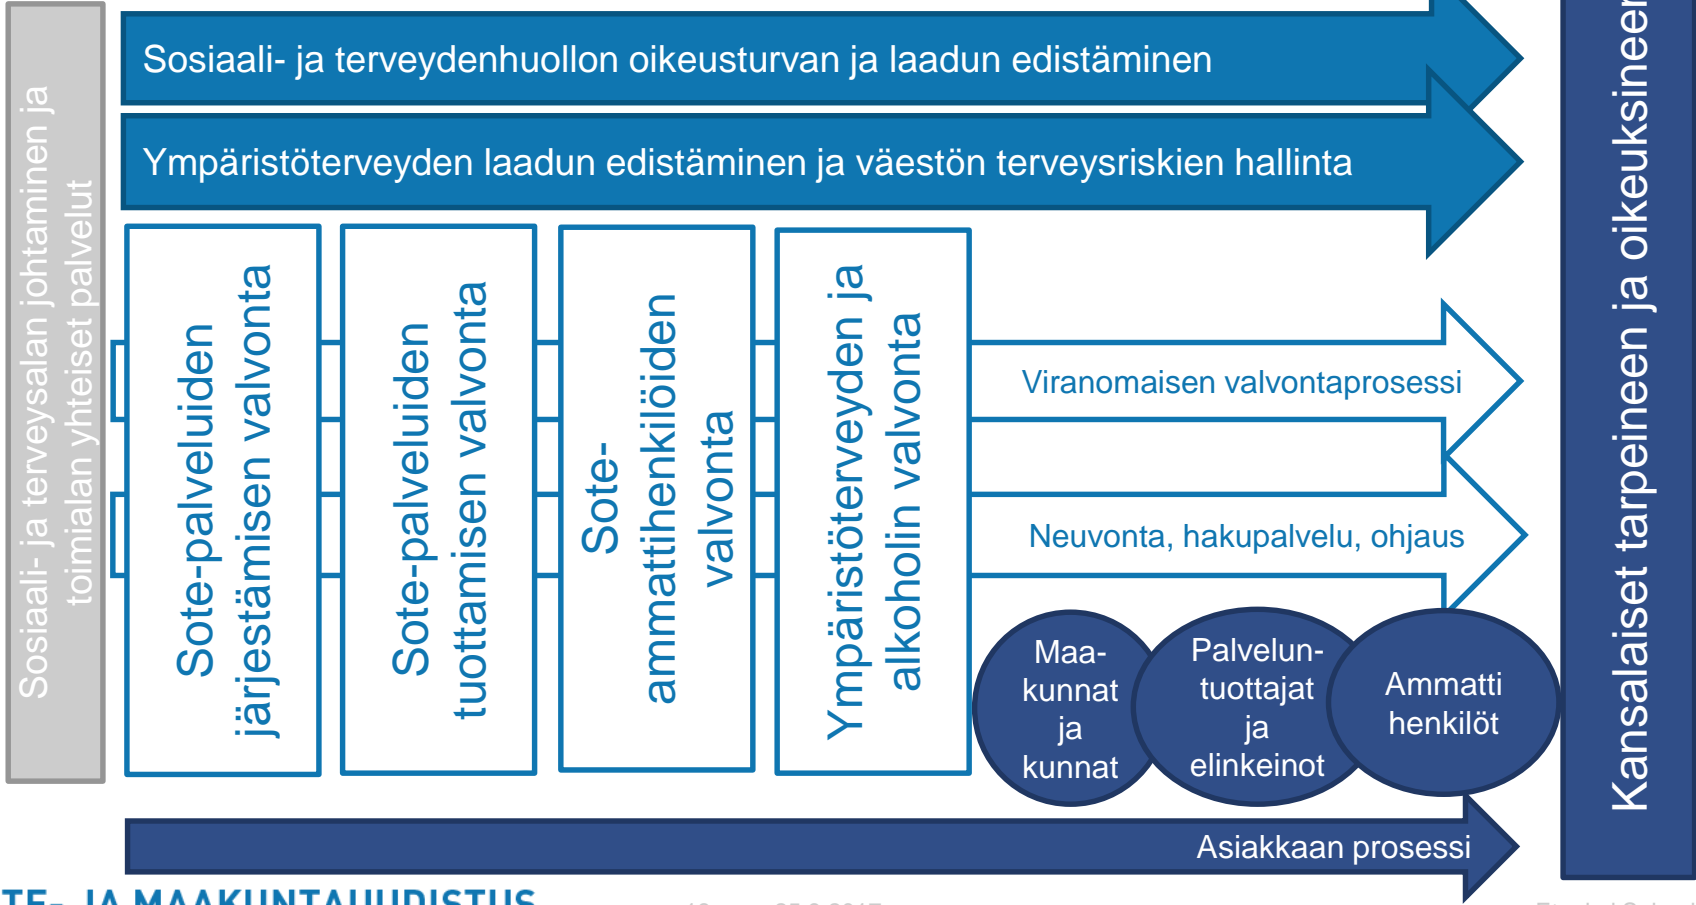 Sosiaali- ja terveysalan johtaminen ja
toimialan yhteiset palvelut
Sosiaali- ja terveydenhuollon oikeusturvan ja laadun edistäminen
Ympäristöterveyden laadun edistäminen ja väestön terveysriskien hallinta
Sote-palveluiden
järjestämisen valvonta
Sote-palveluiden
tuottamisen valvonta
Sote-
ammattihenkilöiden
valvonta
Ympäristöterveyden ja
alkoholin valvonta
Viranomaisen valvontaprosessi
Neuvonta, hakupalvelu, ohjaus
Maa-
kunnat
ja
kunnat
Palvelun-
tuottajat
ja
elinkeinot
Ammatti
henkilöt
Asiakkaan prosessi
Kansalaiset tarpeineen ja oikeuksineen
JA MAAKUNTAUUDISTUS